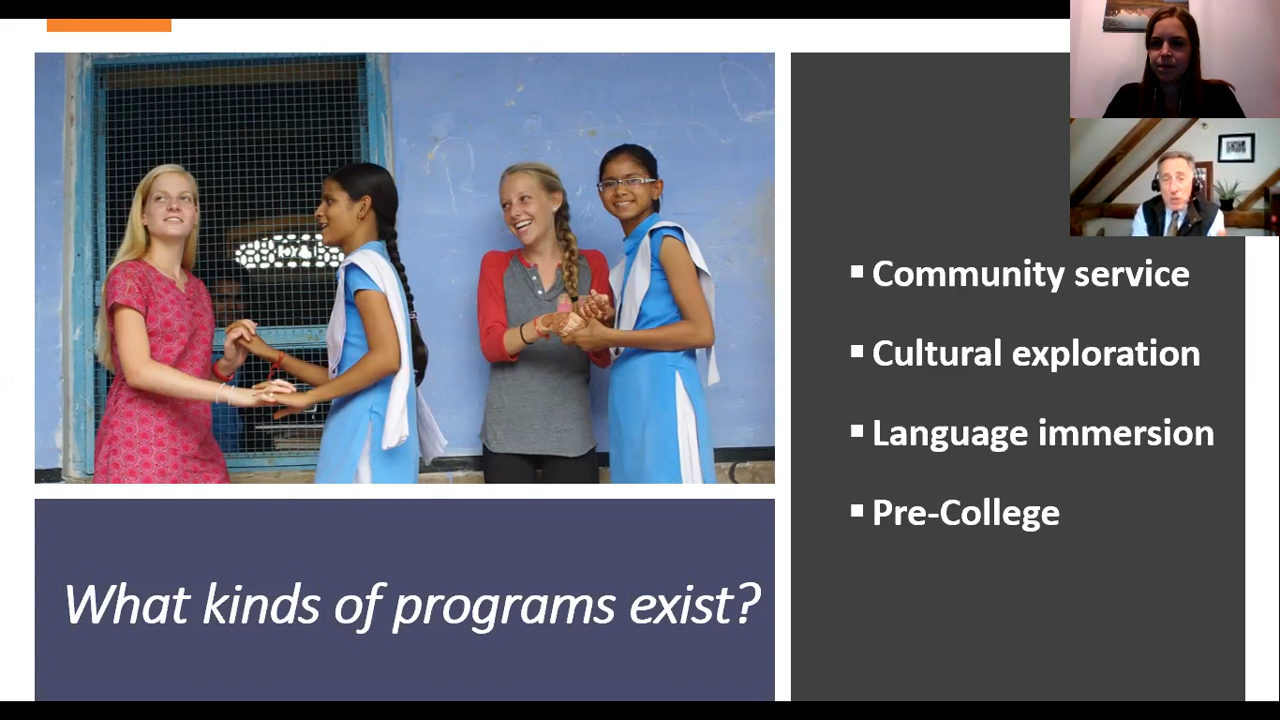 Community service
Cultural exploration
Language immersion
Pre-College
What kinds of programs exist?